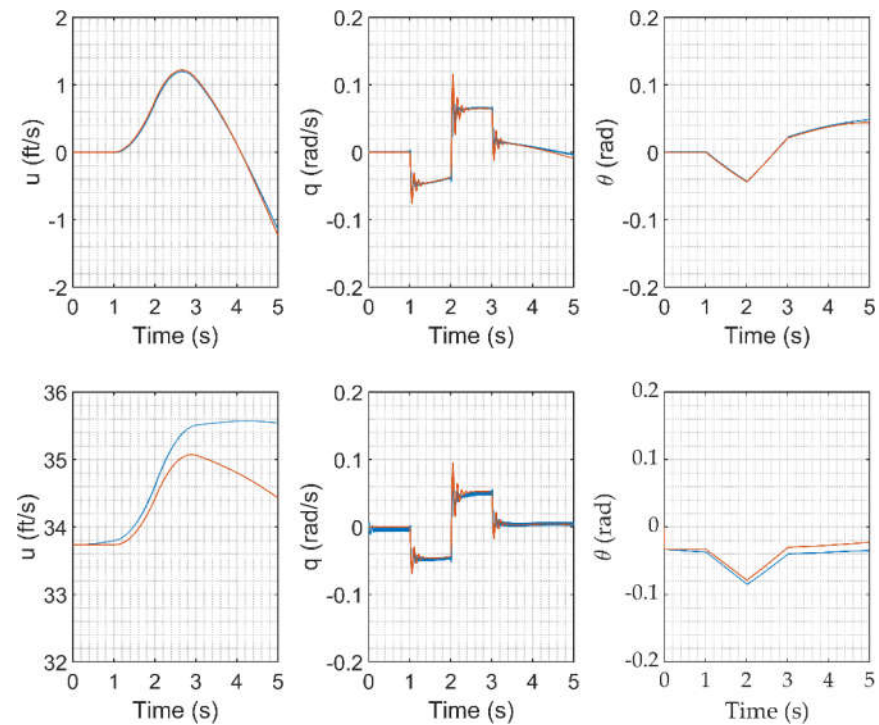 2
1
0
-1
-2
u (ft/s)
0 1 2 3 4 5
Time (s)
0.2
0.1
0
-0.1
-0.2
q (rad/s)
0 1 2 3 4 5
Time (s)
0.2
0.1
0
-0.1
-0.2
θ (rad)
0 1 2 3 4 5
Time (s)
36
35
34
33
32
u (ft/s)
0 1 2 3 4 5
Time (s)
0.2
0.1
0
-0.1
-0.2
q (rad/s)
0 1 2 3 4 5
Time (s)
0.2
0.1
0
-0.1
-0.2
θ (rad)
0 1 2 3 4 5
Time (s)